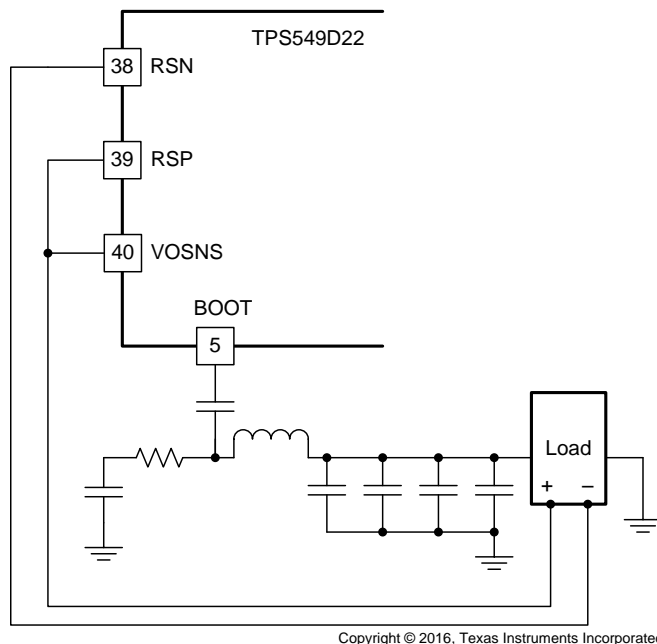 TPS549D22
38 RSN
39 RSP
40 VOSNS
BOOT
5
Load
+ −
Copyright © 2016, Texas Instruments Incorporated